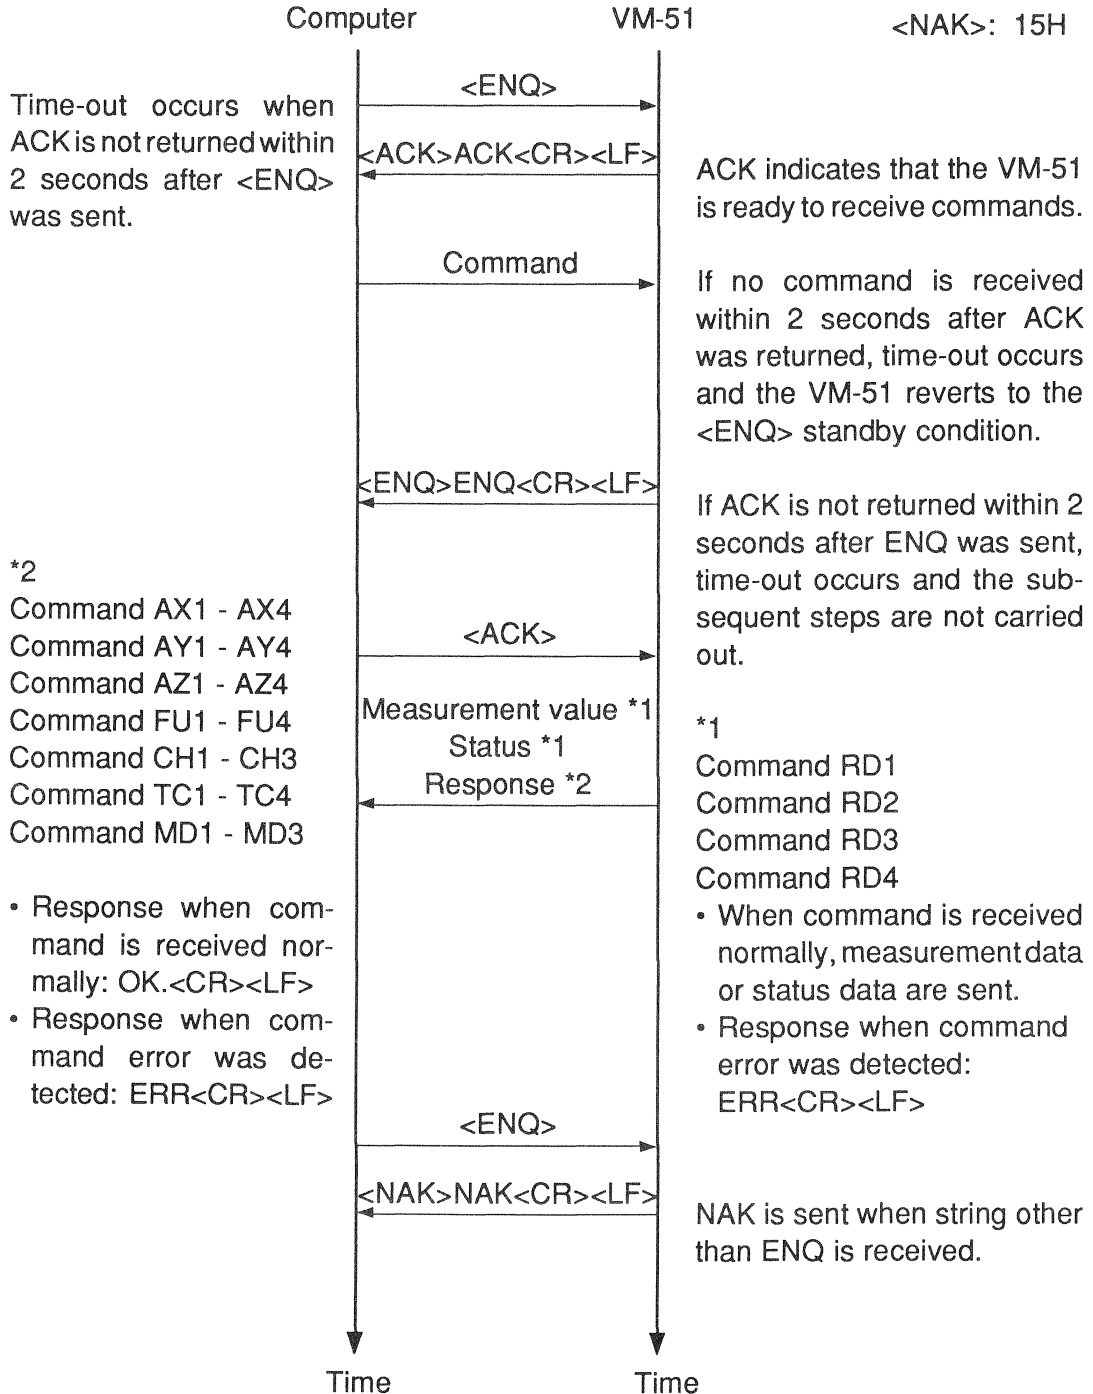 Computer
VM-51
<NAK>: 15H
<ENQ>
Time-out occurs when
ACK is not returned within
2 seconds after <ENQ>
was sent.
<ACK>ACK<CR><LF>
ACK indicates that the VM-51
is ready to receive commands.
Command
If no command is received
within 2 seconds after ACK
was returned, time-out occurs
and the VM-51 reverts to the
<ENQ> standby condition.
<ENQ>ENQ<CR><LF>
If ACK is not returned within 2
seconds after ENQ was sent,
time-out occurs and the sub-
sequent steps are not carried
out.
*2
Command AX1 - AX4
Command AY1 - AY4
Command AZ1 - AZ4
Command FU1 - FU4
Command CH1 - CH3
Command TC1 - TC4
Command MD1 - MD3
<ACK>
Measurement value *1
Status *1
Response *2
*1
Command RD1
Command RD2
Command RD3
Command RD4
• When command is received
normally, measurement data
or status data are sent.
• Response when command
error was detected:
ERR<CR><LF>
• Response when com-
mand is received nor-
mally: OK.<CR><LF>
• Response when com-
mand error was de-
tected: ERR<CR><LF>
<ENQ>
<NAK>NAK<CR><LF>
NAK is sent when string other
than ENQ is received.
Time
Time